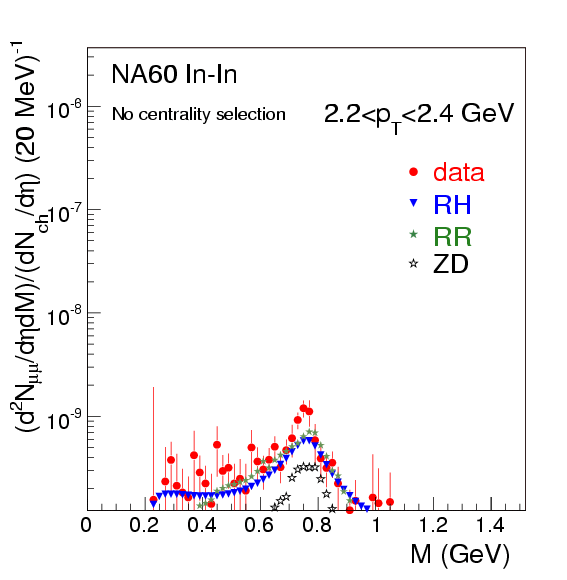 NA60 In-In
No centrality selection 2.2<p_T<2.4 GeV
data
RH
RR
ZD
(d²N_μμ/dηdM)/(dN_ch/dη) (20 MeV)⁻¹
10⁻⁸
10⁻⁷
10⁻⁸
10⁻⁹
0 0.2 0.4 0.6 0.8 1 1.2 1.4
M (GeV)